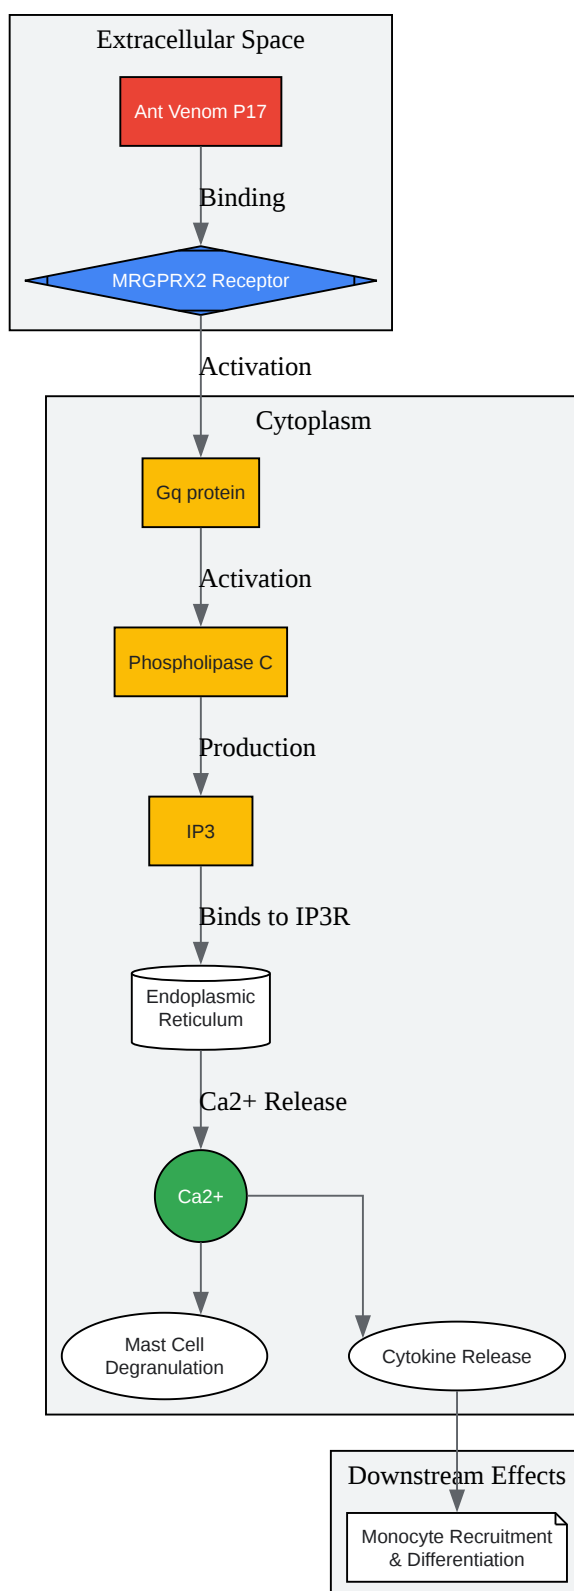 Extracellular Space
Ant Venom P17
Binding
MRGPRX2 Receptor
Activation
Cytoplasm
Gq protein
Activation
Phospholipase C
Production
IP3
Binds to IP3R
Endoplasmic
Reticulum
Ca2+ Release
Ca2+
Mast Cell
Degranulation
Cytokine Release
Downstream Effects
Monocyte Recruitment
& Differentiation